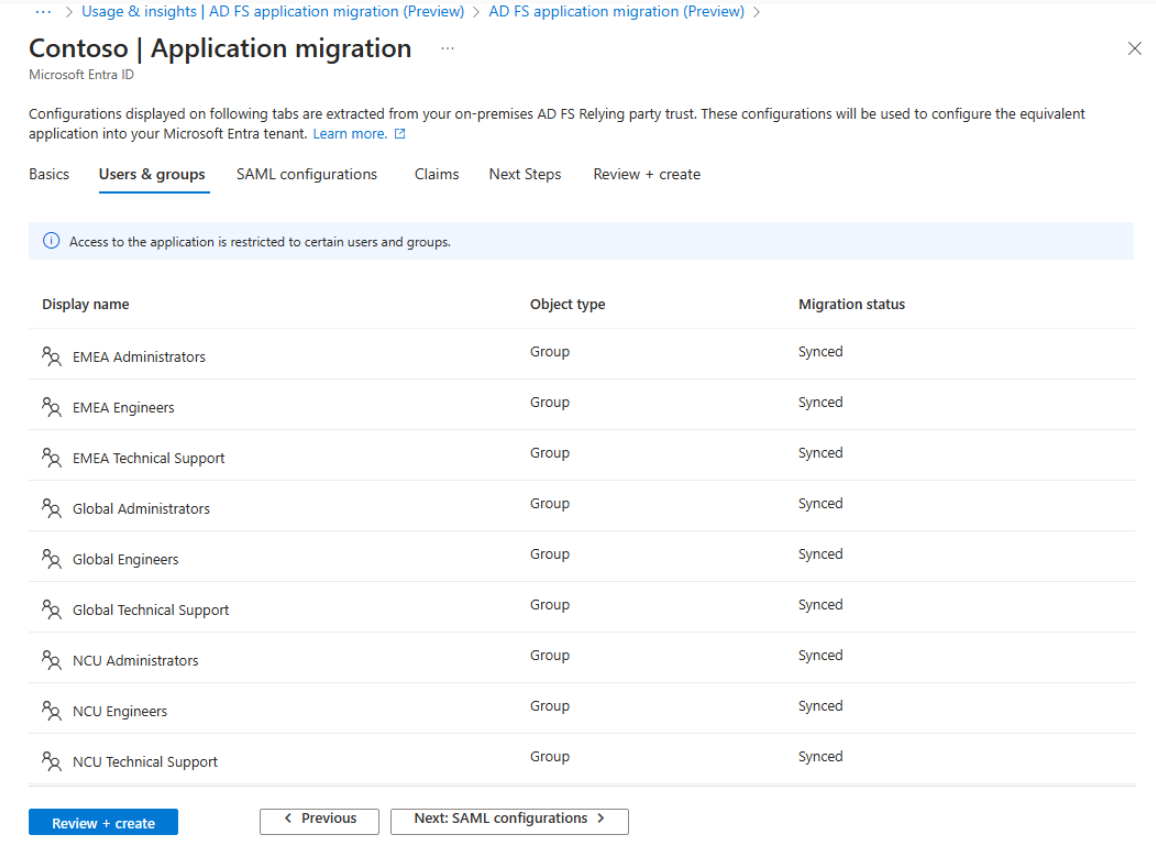 ··· > Usage & insights | AD FS application migration (Preview) > AD FS application migration (Preview) >
Contoso | Application migration ···
Microsoft Entra ID
Configurations displayed on following tabs are extracted from your on-premises AD FS Relying party trust. These configurations will be used to configure the equivalent
application into your Microsoft Entra tenant. Learn more.
Basics Users & groups SAML configurations Claims Next Steps Review + create
Access to the application is restricted to certain users and groups.
Display name Object type Migration status
EMEA Administrators Group Synced
EMEA Engineers Group Synced
EMEA Technical Support Group Synced
Global Administrators Group Synced
Global Engineers Group Synced
Global Technical Support Group Synced
NCU Administrators Group Synced
NCU Engineers Group Synced
NCU Technical Support Group Synced
Review + create < Previous Next: SAML configurations >